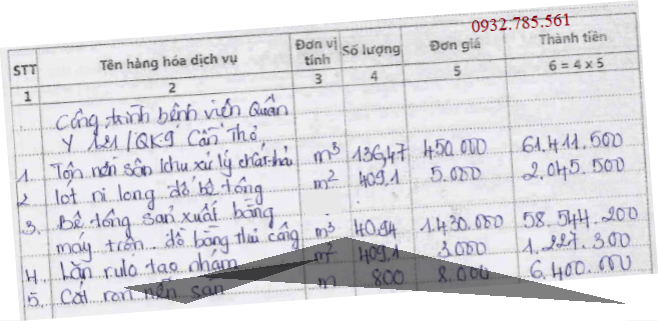 0932.785.561
STT Tên hàng hóa dịch vụ Đơn vị tính Số lượng Đơn giá Thành tiền
1 2 3 4 5 6 = 4 x 5
Công trình bệnh viện Quân
Y 121/QK9 Cần Thơ
1 Tôn nền sân khu xử lý chất thải m³ 136,47 450.000 61.411.500
2 lót ni long đổ bê tông m² 409,1 5.000 2.045.500
3. Bê tông sản xuất bằng
máy trộn. đổ bằng thủ công m³ 40,94 1.430.000 58.544.200
4. Lăn rulo tạo nhám m² 409,1 3.000 1.227.300
5. Cắt ron nền sân m 800 8.000 6.400.000